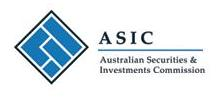 ASIC
Australian Securities &
Investments Commission